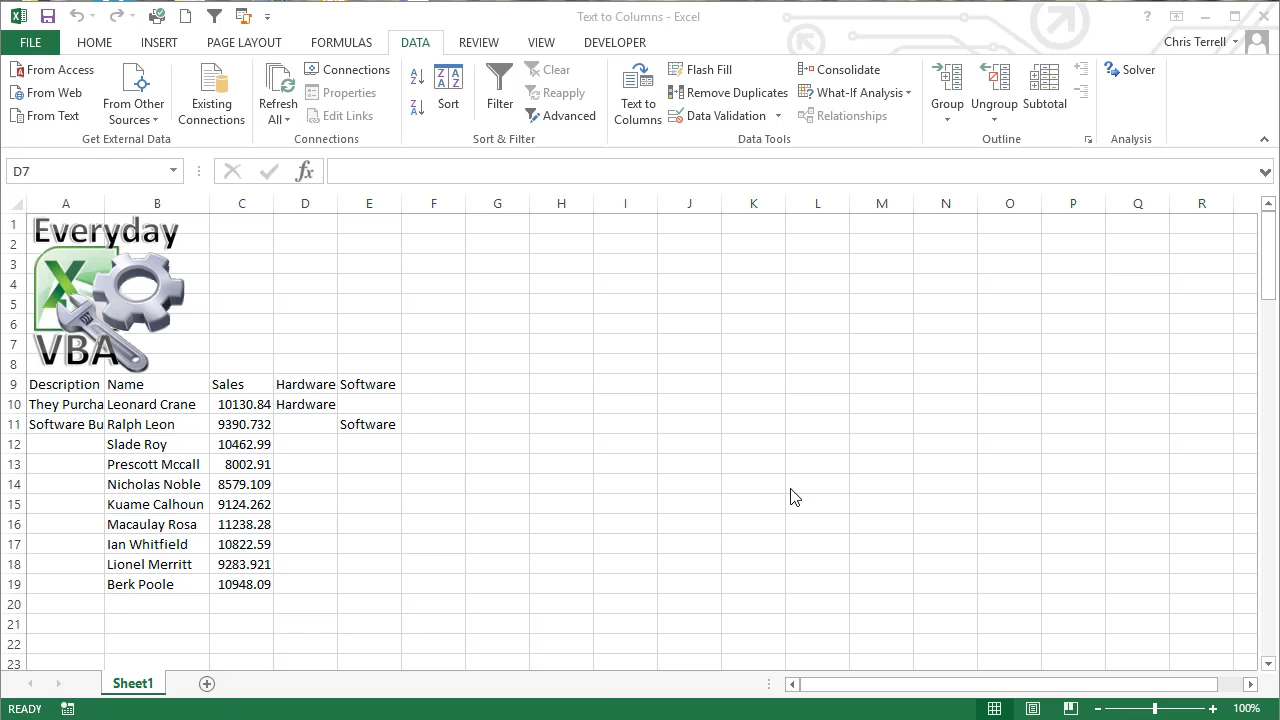 Text to Columns - Excel
?
FILE HOME INSERT PAGE LAYOUT FORMULAS DATA REVIEW VIEW DEVELOPER Chris Terrell
From Access
From Web
From Text
From Other Sources
Existing Connections
Get External Data
Refresh All
Connections
Properties
Edit Links
Connections
Sort
Filter
Clear
Reapply
Advanced
Sort & Filter
Text to Columns
Flash Fill
Remove Duplicates
Data Validation
Consolidate
What-If Analysis
Relationships
Data Tools
Group
Ungroup
Subtotal
Outline
Solver
Analysis
D7 fx
A B C D E F G H I J K L M N O P Q R
1
2
3
4
5
6
7
8
Everyday
VBA
9 Description Name Sales Hardware Software
10 They Purcha Leonard Crane 10130.84 Hardware
11 Software Bu Ralph Leon 9390.732 Software
12 Slade Roy 10462.99
13 Prescott Mccall 8002.91
14 Nicholas Noble 8579.109
15 Kuame Calhoun 9124.262
16 Macaulay Rosa 11238.28
17 Ian Whitfield 10822.59
18 Lionel Merritt 9283.921
19 Berk Poole 10948.09
20
21
22
23
Sheet1
READY 100%